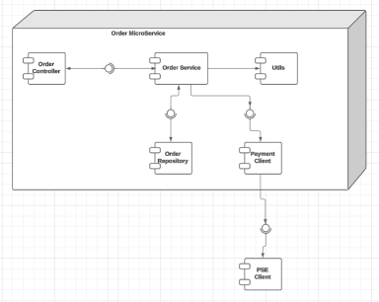 Order MicroService
Order
Controller
Order Service
Utils
Order
Repository
Payment
Client
PSE
Client